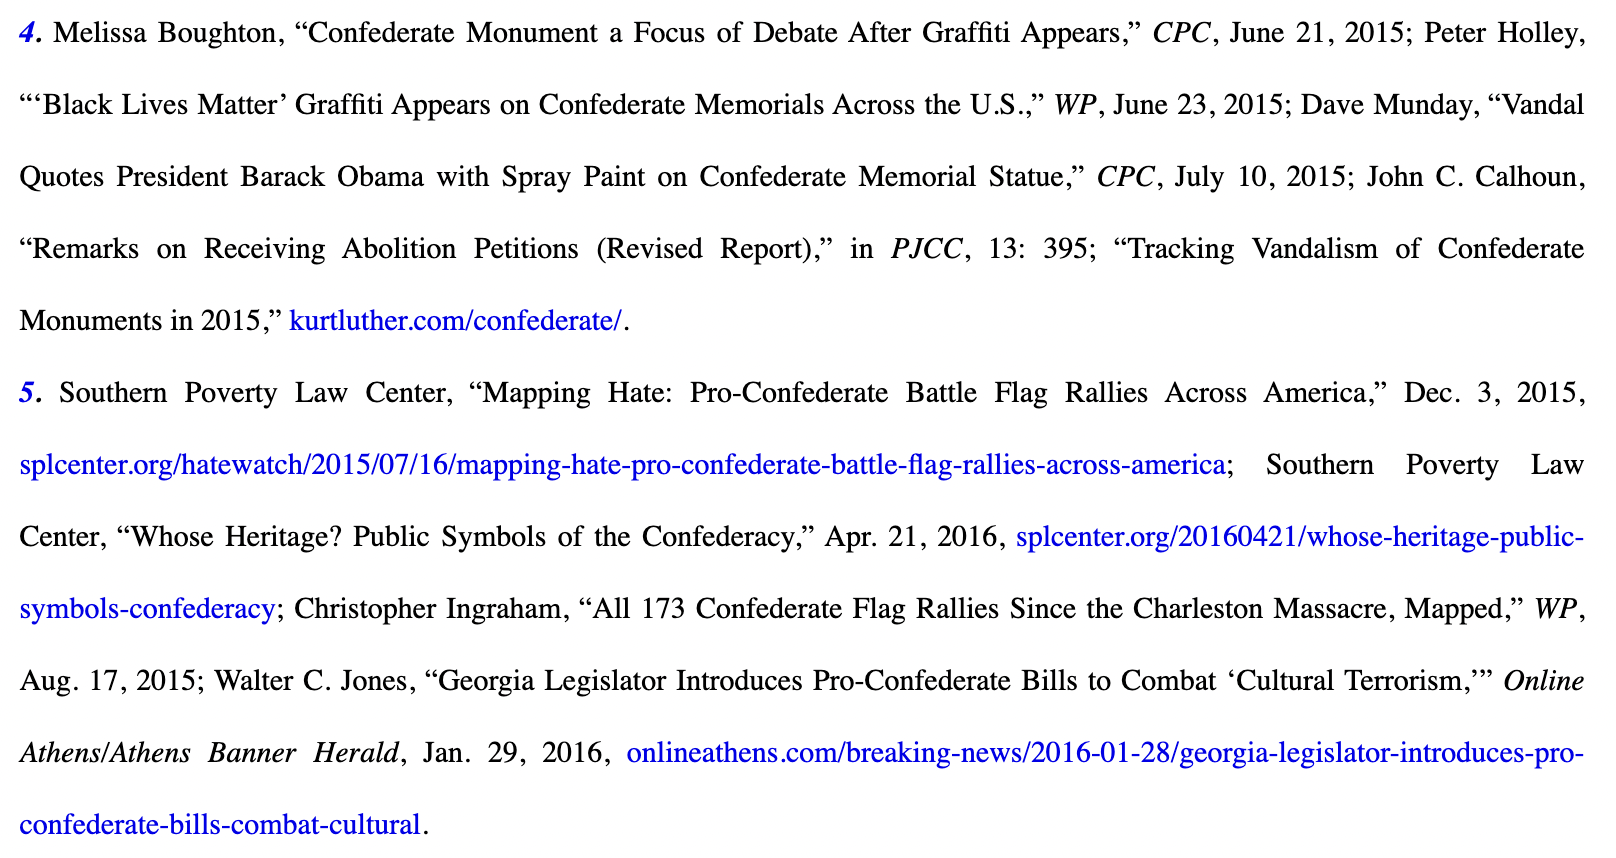 4. Melissa Boughton, “Confederate Monument a Focus of Debate After Graffiti Appears,” CPC, June 21, 2015; Peter Holley,
“‘Black Lives Matter’ Graffiti Appears on Confederate Memorials Across the U.S.,” WP, June 23, 2015; Dave Munday, “Vandal
Quotes President Barack Obama with Spray Paint on Confederate Memorial Statue,” CPC, July 10, 2015; John C. Calhoun,
“Remarks on Receiving Abolition Petitions (Revised Report),” in PJCC, 13: 395; “Tracking Vandalism of Confederate
Monuments in 2015,” kurtluther.com/confederate/.
5. Southern Poverty Law Center, “Mapping Hate: Pro-Confederate Battle Flag Rallies Across America,” Dec. 3, 2015,
splcenter.org/hatewatch/2015/07/16/mapping-hate-pro-confederate-battle-flag-rallies-across-america; Southern Poverty Law
Center, “Whose Heritage? Public Symbols of the Confederacy,” Apr. 21, 2016, splcenter.org/20160421/whose-heritage-public-
symbols-confederacy; Christopher Ingraham, “All 173 Confederate Flag Rallies Since the Charleston Massacre, Mapped,” WP,
Aug. 17, 2015; Walter C. Jones, “Georgia Legislator Introduces Pro-Confederate Bills to Combat ‘Cultural Terrorism,’” Online
Athens/Athens Banner Herald, Jan. 29, 2016, onlineathens.com/breaking-news/2016-01-28/georgia-legislator-introduces-pro-
confederate-bills-combat-cultural.